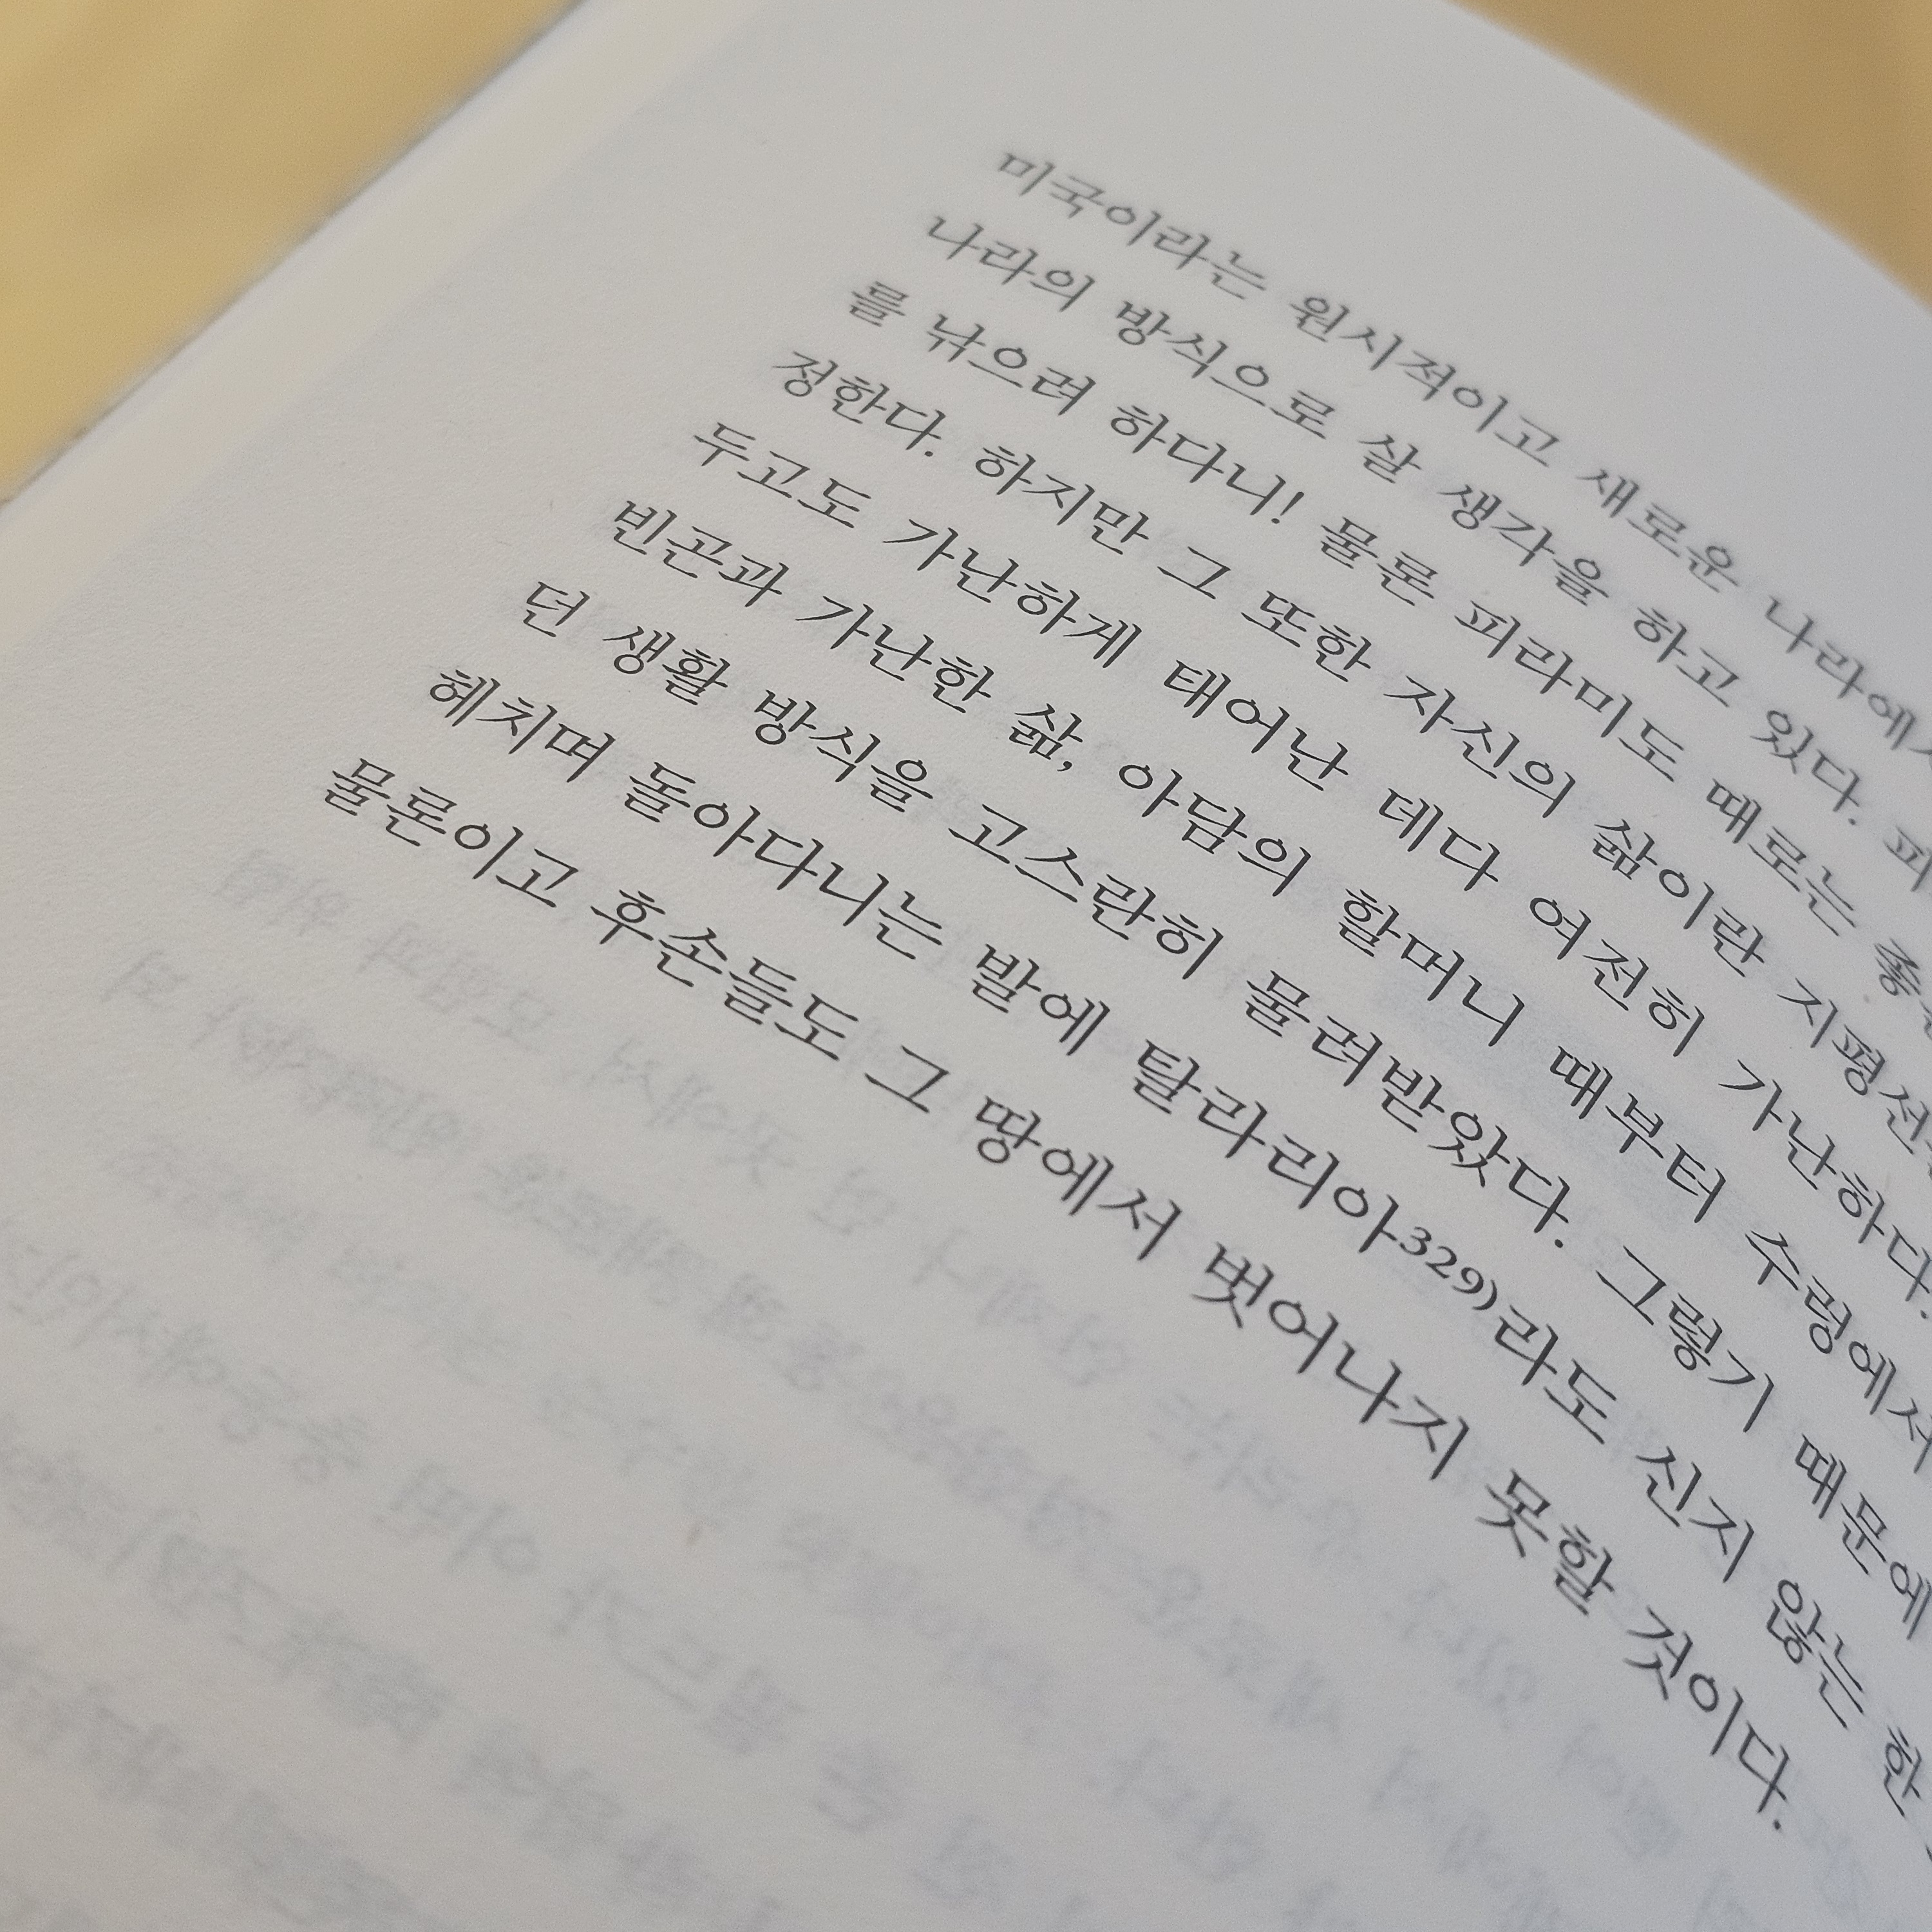 미국이라는 원시적이고 새로운 나라에서
나라의 방식으로 살 생각을 하고 있다. 피
를 낚으려 하다니! 물론 피라미도 때로는 좋은
정한다. 하지만 그 또한 자신의 삶이란 지평선
두고도 가난하게 태어난 데다 여전히 가난하다.
빈곤과 가난한 삶, 아담의 할머니 때부터 수렁에서
던 생활 방식을 고스란히 물려받았다. 그렇기 때문에
헤치며 돌아다니는 발에 탈라리아329)라도 신지 않는 한
물론이고 후손들도 그 땅에서 벗어나지 못할 것이다.